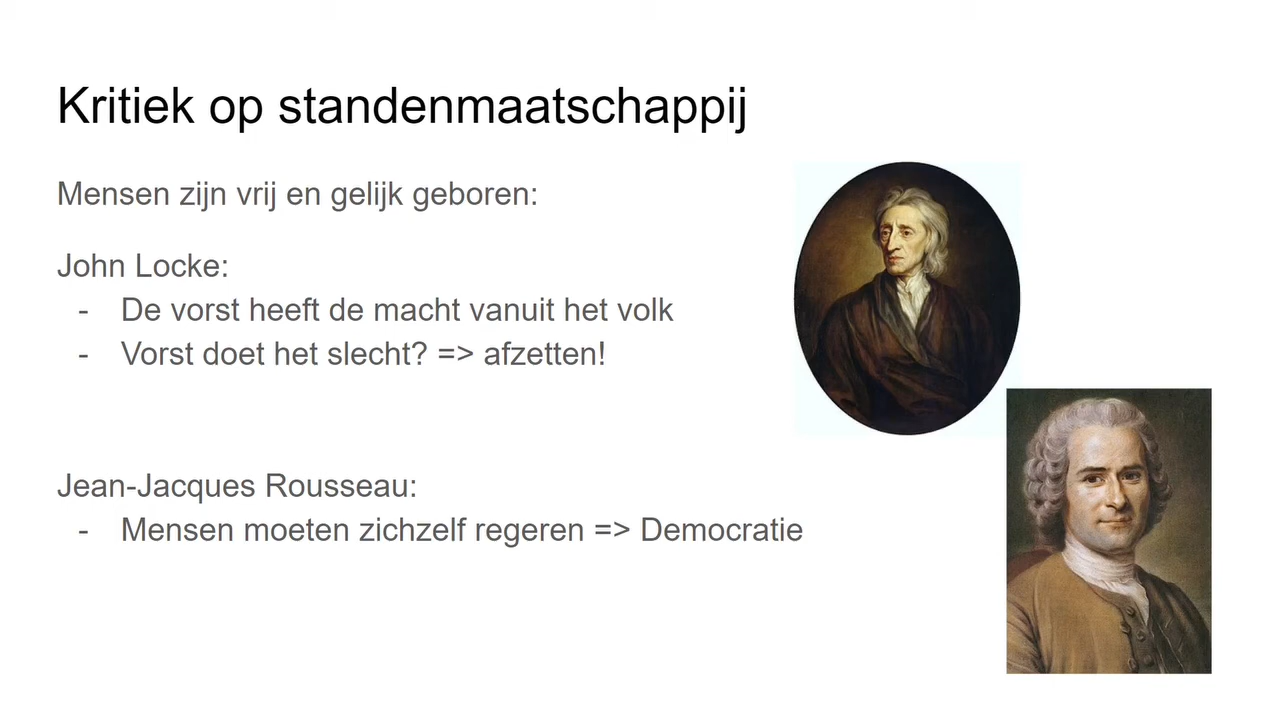 Kritiek op standenmaatschappij
Mensen zijn vrij en gelijk geboren:
John Locke:
- De vorst heeft de macht vanuit het volk
- Vorst doet het slecht? => afzetten!
Jean-Jacques Rousseau:
- Mensen moeten zichzelf regeren => Democratie